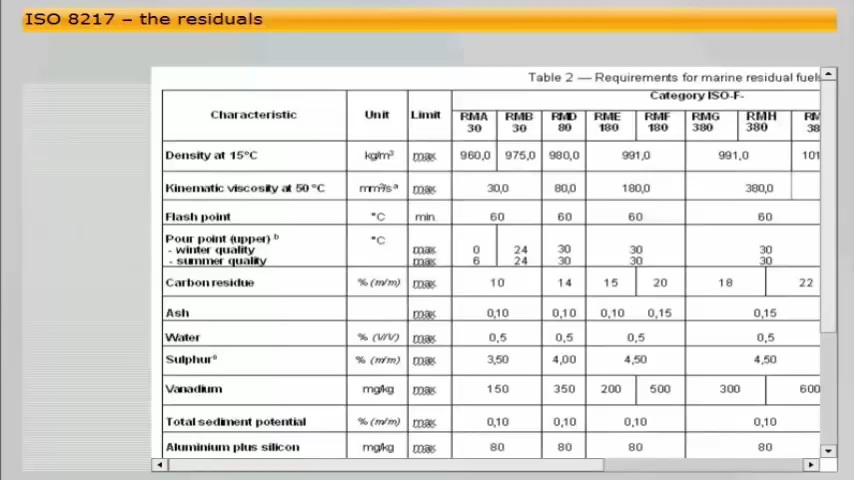 ISO 8217 – the residuals
Table 2 — Requirements for marine residual fuels
Characteristic Unit Limit Category ISO-F-
RMA 30 RMB 30 RMD 80 RME 180 RMF 180 RMG 380 RMH 380
Density at 15°C kg/m³ max 960,0 975,0 980,0 991,0 991,0 101
Kinematic viscosity at 50 °C mm²/s ᵃ max 30,0 80,0 180,0 380,0
Flash point °C min. 60 60 60 60
Pour point (upper) ᵇ °C
- winter quality max 0 24 30 30 30
- summer quality max 6 24 30 30 30
Carbon residue % (m/m) max 10 14 15 20 18 22
Ash max 0,10 0,10 0,10 0,15 0,15
Water % (V/V) max 0,5 0,5 0,5 0,5
Sulphur % (m/m) max 3,50 4,00 4,50 4,50
Vanadium mg/kg max 150 350 200 500 300 600
Total sediment potential % (m/m) max 0,10 0,10 0,10 0,10
Aluminium plus silicon mg/kg max 80 80 80 80